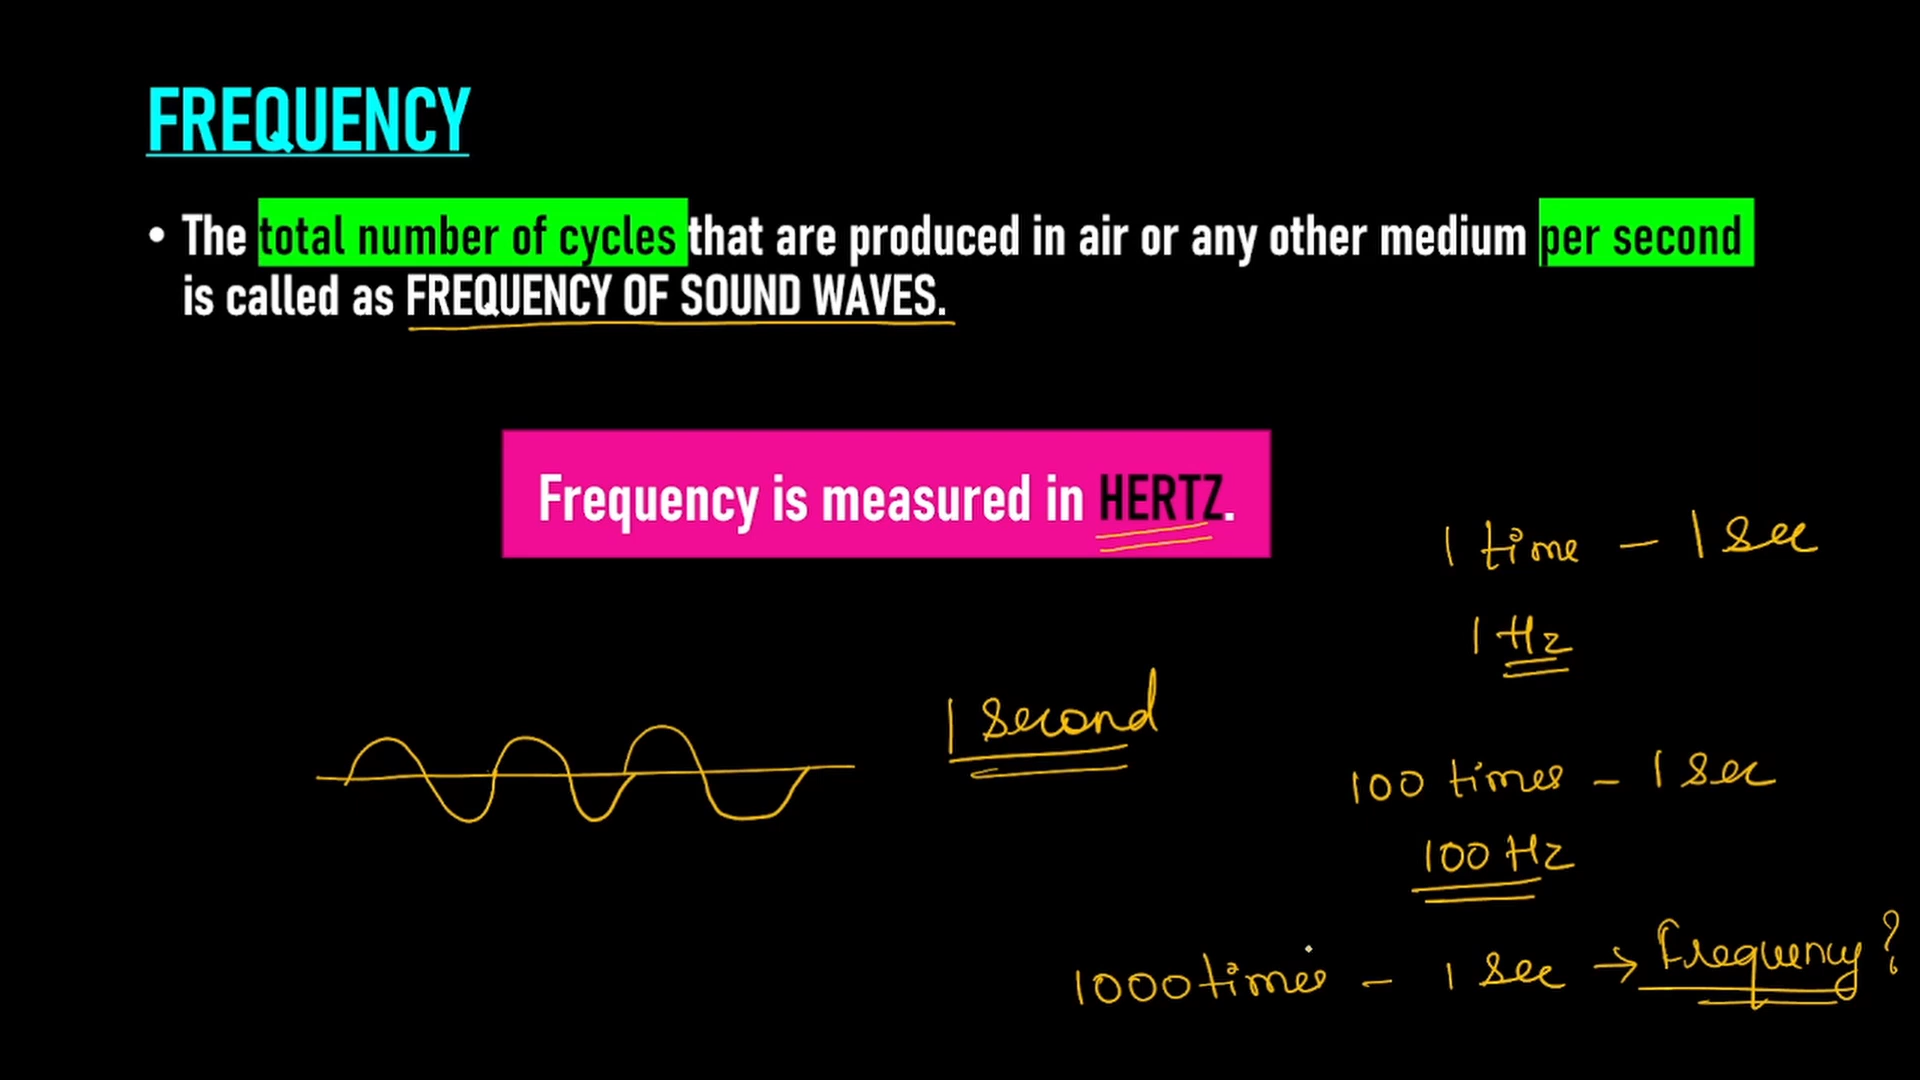 FREQUENCY
• The total number of cycles that are produced in air or any other medium per second
is called as FREQUENCY OF SOUND WAVES.
Frequency is measured in HERTZ.
1 time - 1 sec
1 Hz
1 second
100 times - 1 sec
100 Hz
1000 times - 1 sec → Frequency?